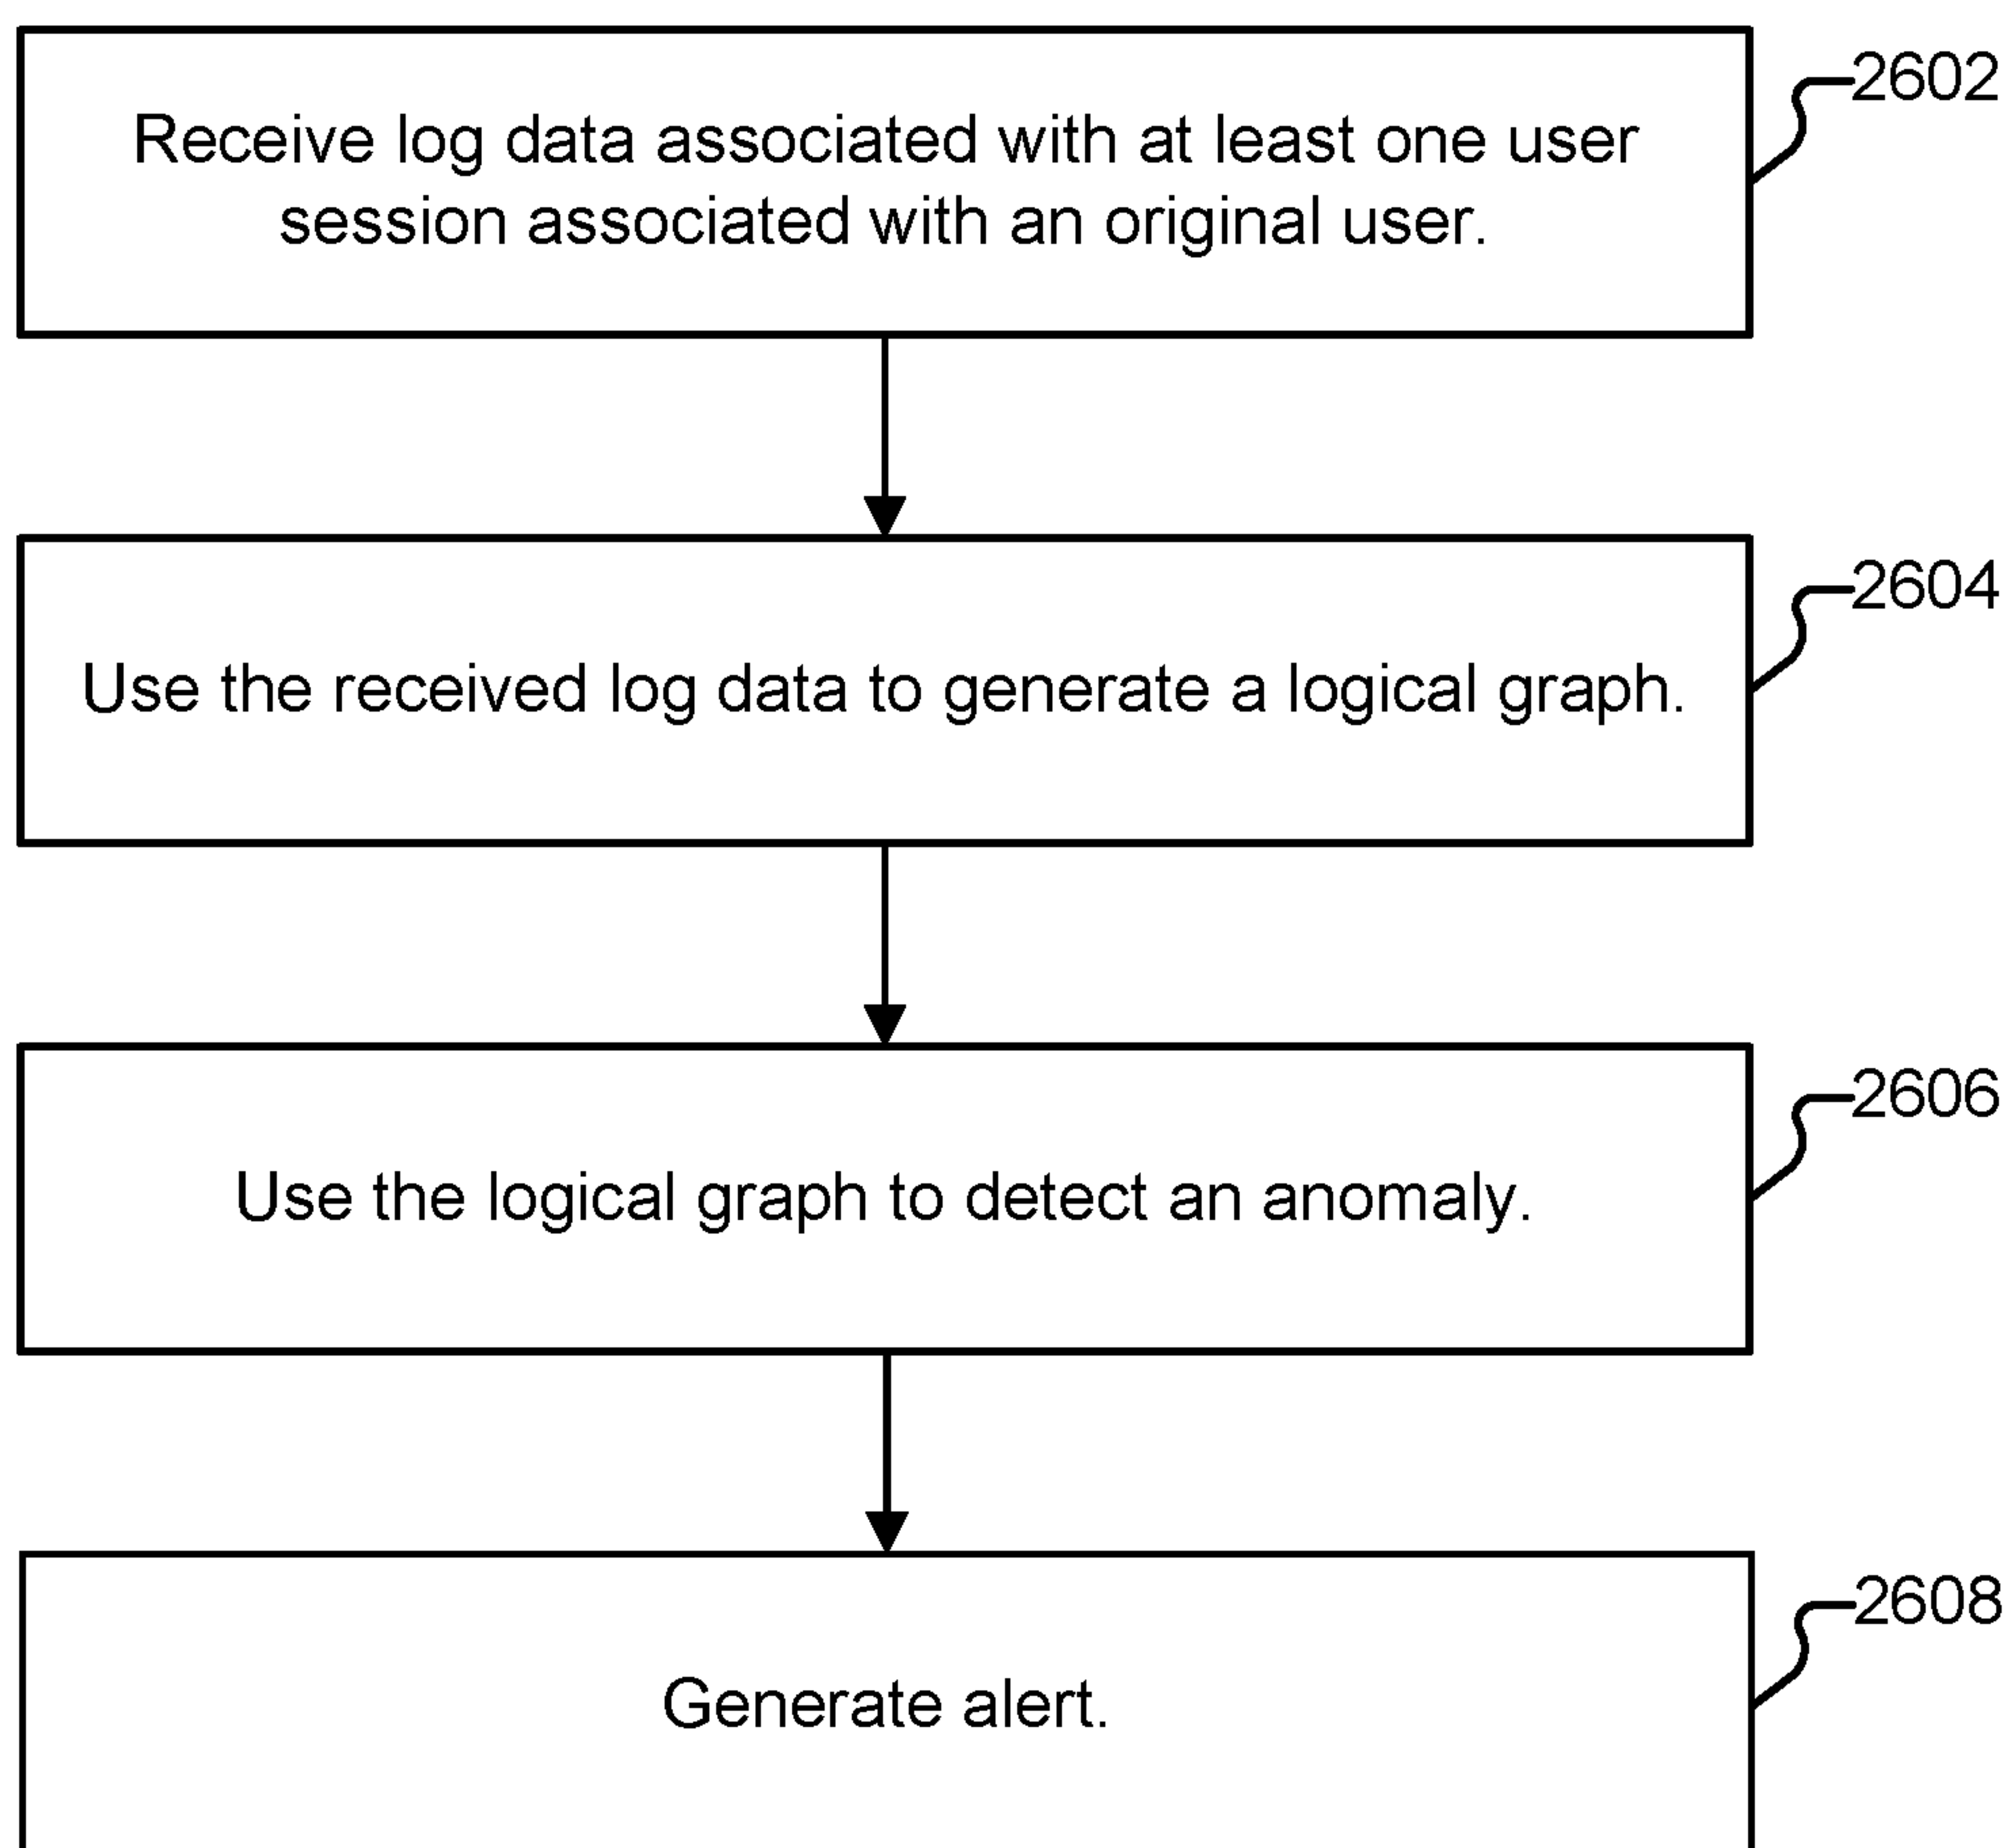 2602
Receive log data associated with at least one user
session associated with an original user.
2604
Use the received log data to generate a logical graph.
2606
Use the logical graph to detect an anomaly.
2608
Generate alert.